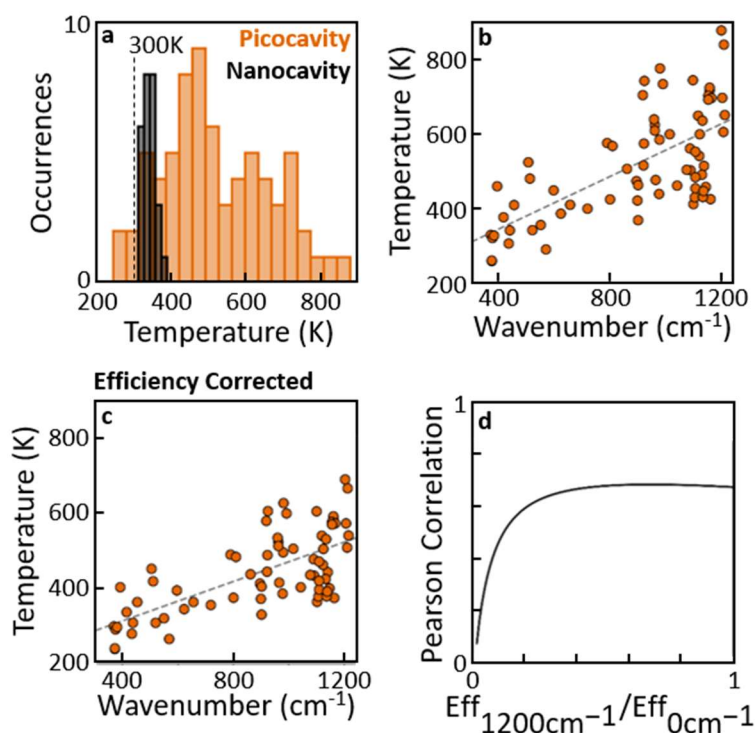 10
a
300K
Picocavity
Nanocavity
Occurrences
0
200
400
600
800
Temperature (K)
b
800
600
400
200
Temperature (K)
400
800
1200
Wavenumber (cm⁻¹)
Efficiency Corrected
c
800
600
400
200
Temperature (K)
400
800
1200
Wavenumber (cm⁻¹)
1
d
Pearson Correlation
0
0
1
Eff1200cm−1/Eff0cm−1